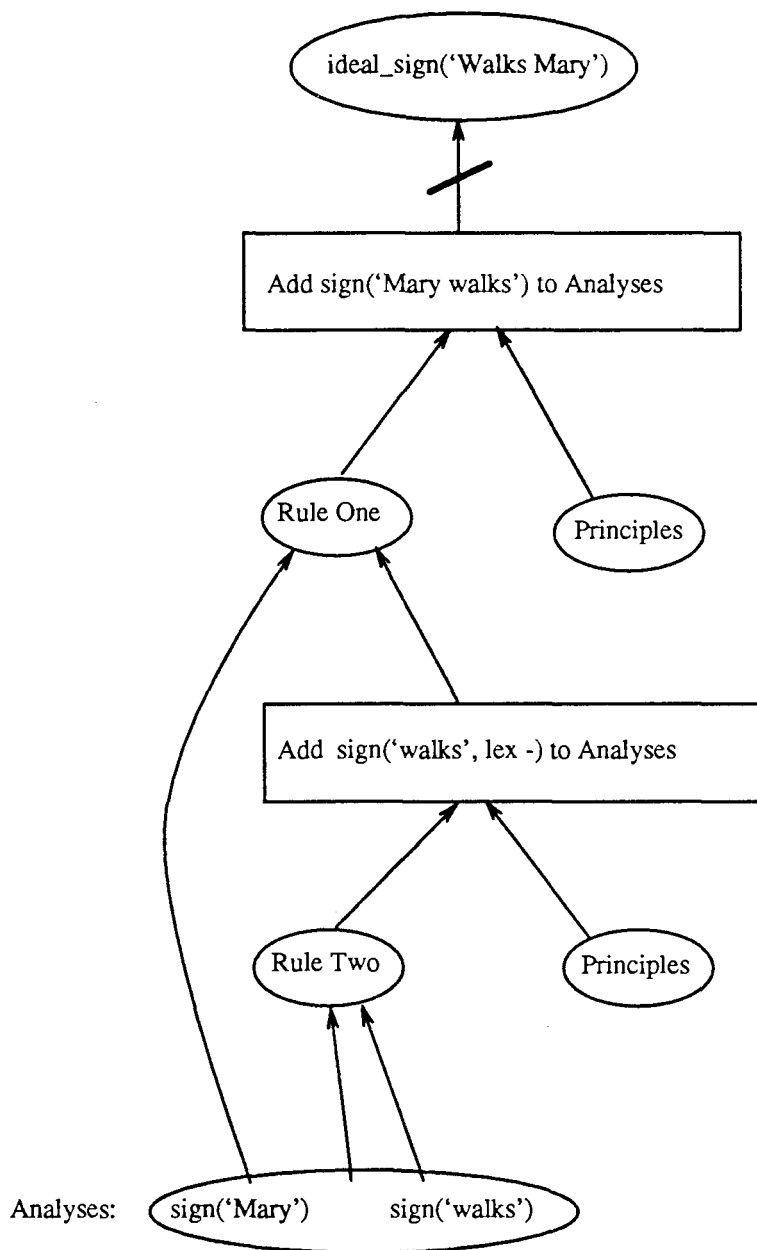 ideal_sign(‘Walks Mary’)
Add sign(‘Mary walks’) to Analyses
Rule One
Principles
Add sign(‘walks’, lex -) to Analyses
Rule Two
Principles
Analyses: sign(‘Mary’) sign(‘walks’)